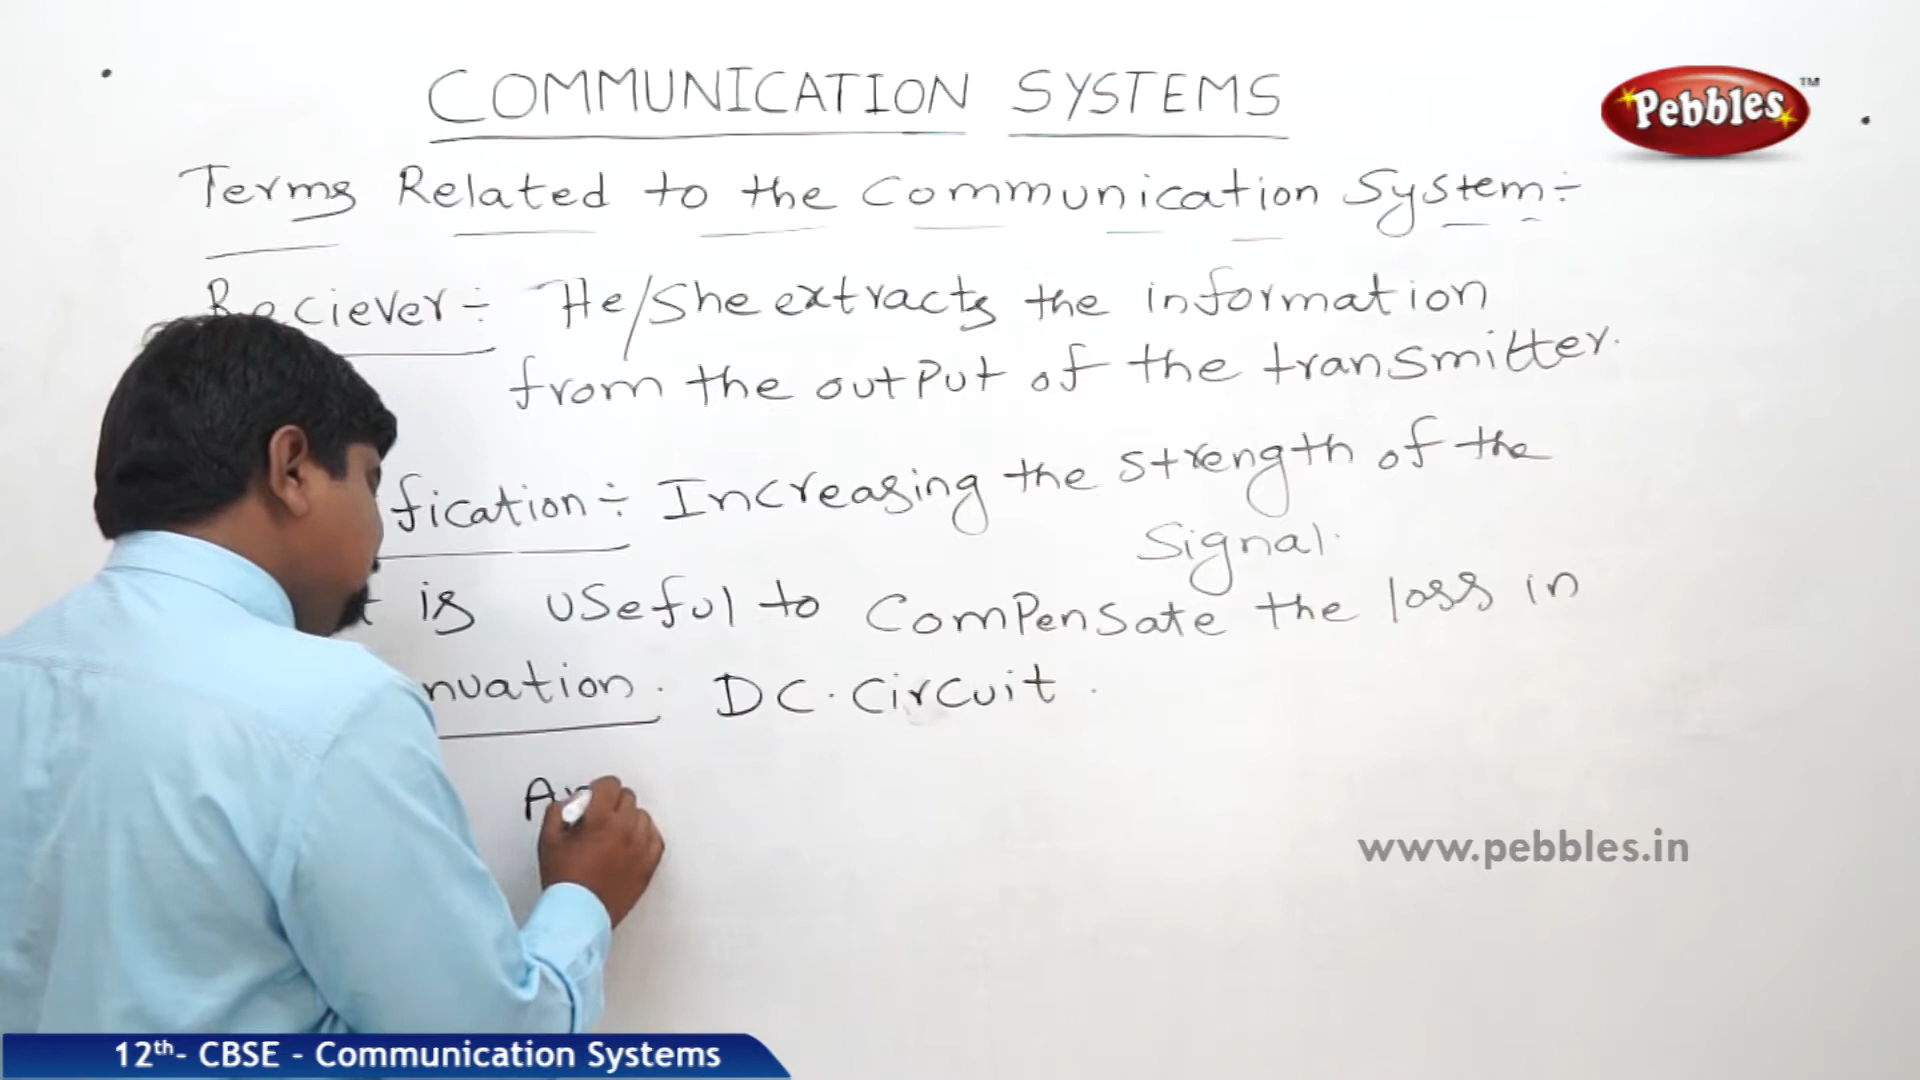 COMMUNICATION SYSTEMS
Pebbles™
Terms Related to the Communication System÷
Reciever÷ He/She extracts the information
from the output of the transmitter.
fication÷ Increasing the strength of the
Signal.
is useful to Compensate the loss in
nuation. DC. Circuit.
www.pebbles.in
12th- CBSE - Communication Systems